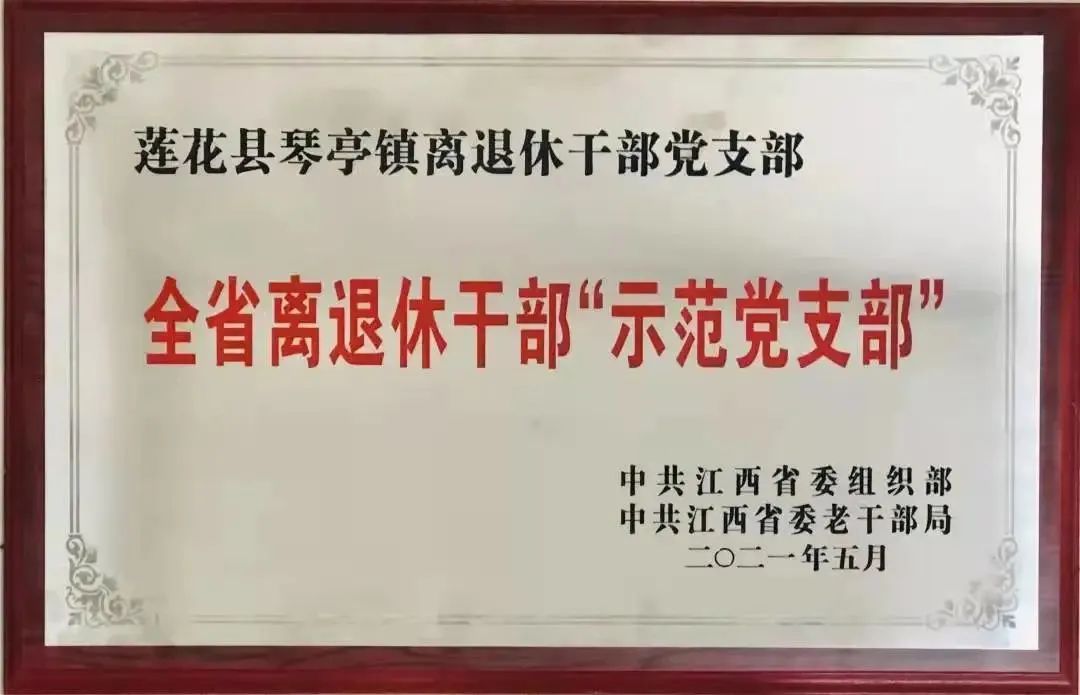 莲花县琴亭镇离退休干部党支部
全省离退休干部“示范党支部”
中共江西省委组织部
中共江西省委老干部局
二〇二一年五月